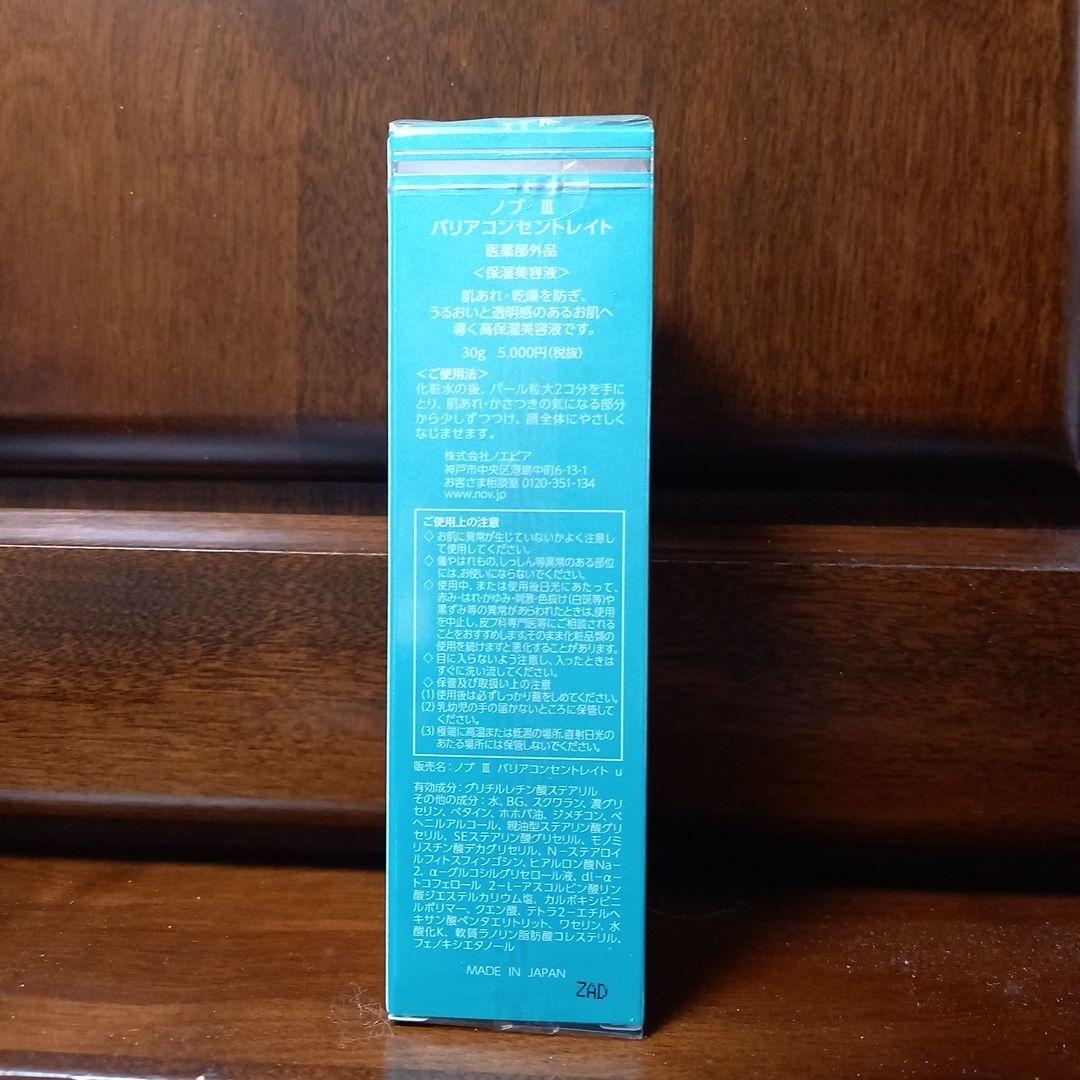 ノブ Ⅲ
バリアコンセントレイト
医薬部外品
＜保湿美容液＞
肌あれ・乾燥を防ぎ、
うるおいと透明感のあるお肌へ
導く高保湿美容液です。
30g 5,000円(税抜)
＜ご使用法＞
化粧水の後、パール粒大2コ分を手に
とり、肌あれ・かさつきの気になる部分
から少しずつつけ、顔全体にやさしく
なじませます。
株式会社ノエビア
神戸市中央区港島中町6-13-1
お客さま相談室 0120-351-134
www.nov.jp
ご使用上の注意
◇お肌に異常が生じていないかよく注意し
て使用してください。
◇傷やはれもの、しっしん等異常のある部位
には、お使いにならないでください。
◇使用中、または使用後日光にあたって、
赤み・はれ・かゆみ・刺激・色抜け(白斑等)や
黒ずみ等の異常があらわれたときは、使用
を中止し、皮フ科専門医等にご相談される
ことをおすすめします。そのまま化粧品類の
使用を続けますと悪化することがあります。
◇目に入らないよう注意し、入ったときは
すぐに洗い流してください。
◇保管及び取扱い上の注意
(1)使用後は必ずしっかり蓋をしめてください。
(2)乳幼児の手の届かないところに保管して
ください。
(3)極端に高温または低温の場所、直射日光の
あたる場所には保管しないでください。
販売名：ノブ Ⅲ バリアコンセントレイト u
有効成分：グリチルレチン酸ステアリル
その他の成分：水、BG、スクワラン、濃グリ
セリン、ベタイン、ホホバ油、ジメチコン、ベ
ヘニルアルコール、親油型ステアリン酸グリ
セリル、SEステアリン酸グリセリル、モノミ
リスチン酸デカグリセリル、N－ステアロイ
ルフィトスフィンゴシン、ヒアルロン酸Na－
2、α－グルコシルグリセロール液、dl－α－
トコフェロール 2－L－アスコルビン酸リン
酸ジエステルカリウム塩、カルボキシビニ
ルポリマー、クエン酸、テトラ2－エチルヘ
キサン酸ペンタエリトリット、ワセリン、水
酸化K、軟質ラノリン脂肪酸コレステリル、
フェノキシエタノール
MADE IN JAPAN
ZAD